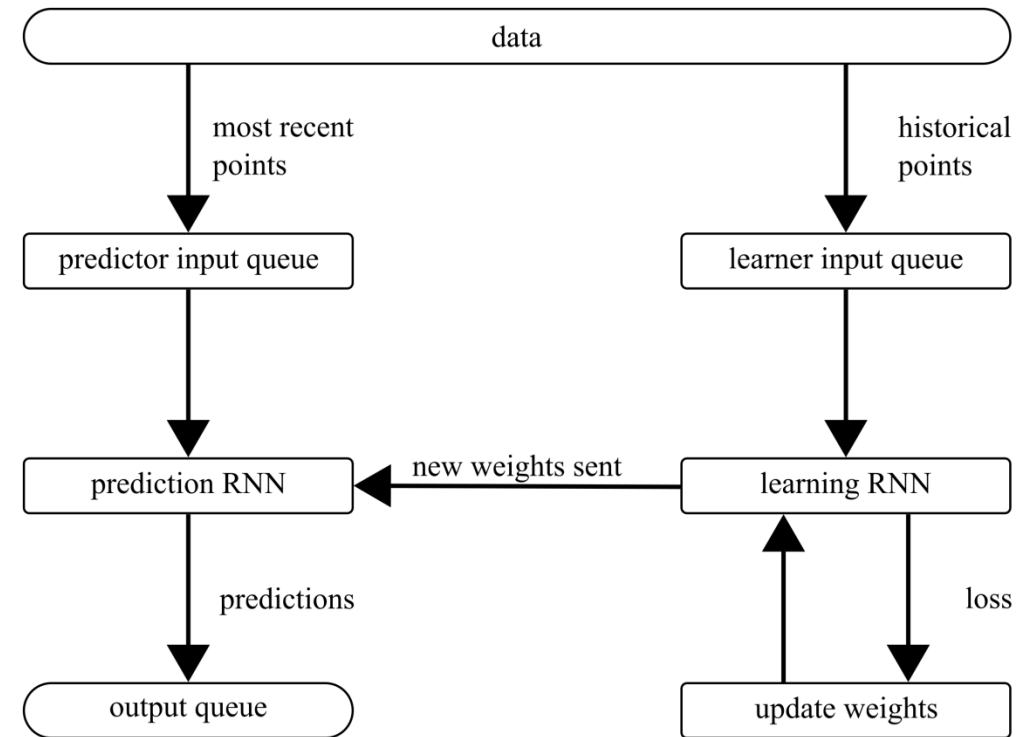 data
most recent
points
historical
points
predictor input queue
learner input queue
prediction RNN
new weights sent
learning RNN
predictions
loss
output queue
update weights